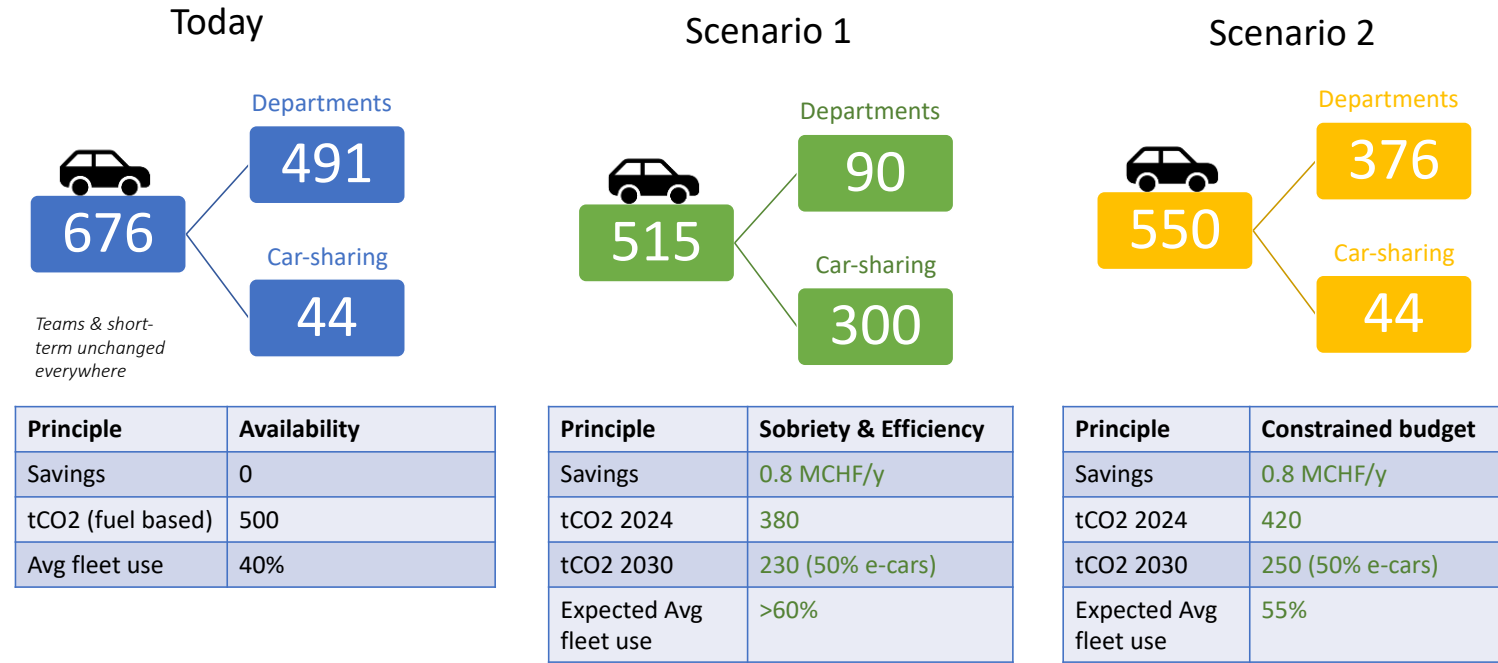 Today
Departments
491
676
Car-sharing
44
Teams & short-
term unchanged
everywhere
Principle Availability
Savings 0
tCO2 (fuel based) 500
Avg fleet use 40%
Scenario 1
Departments
90
515
Car-sharing
300
Principle Sobriety & Efficiency
Savings 0.8 MCHF/y
tCO2 2024 380
tCO2 2030 230 (50% e-cars)
Expected Avg >60%
fleet use
Scenario 2
Departments
376
550
Car-sharing
44
Principle Constrained budget
Savings 0.8 MCHF/y
tCO2 2024 420
tCO2 2030 250 (50% e-cars)
Expected Avg 55%
fleet use